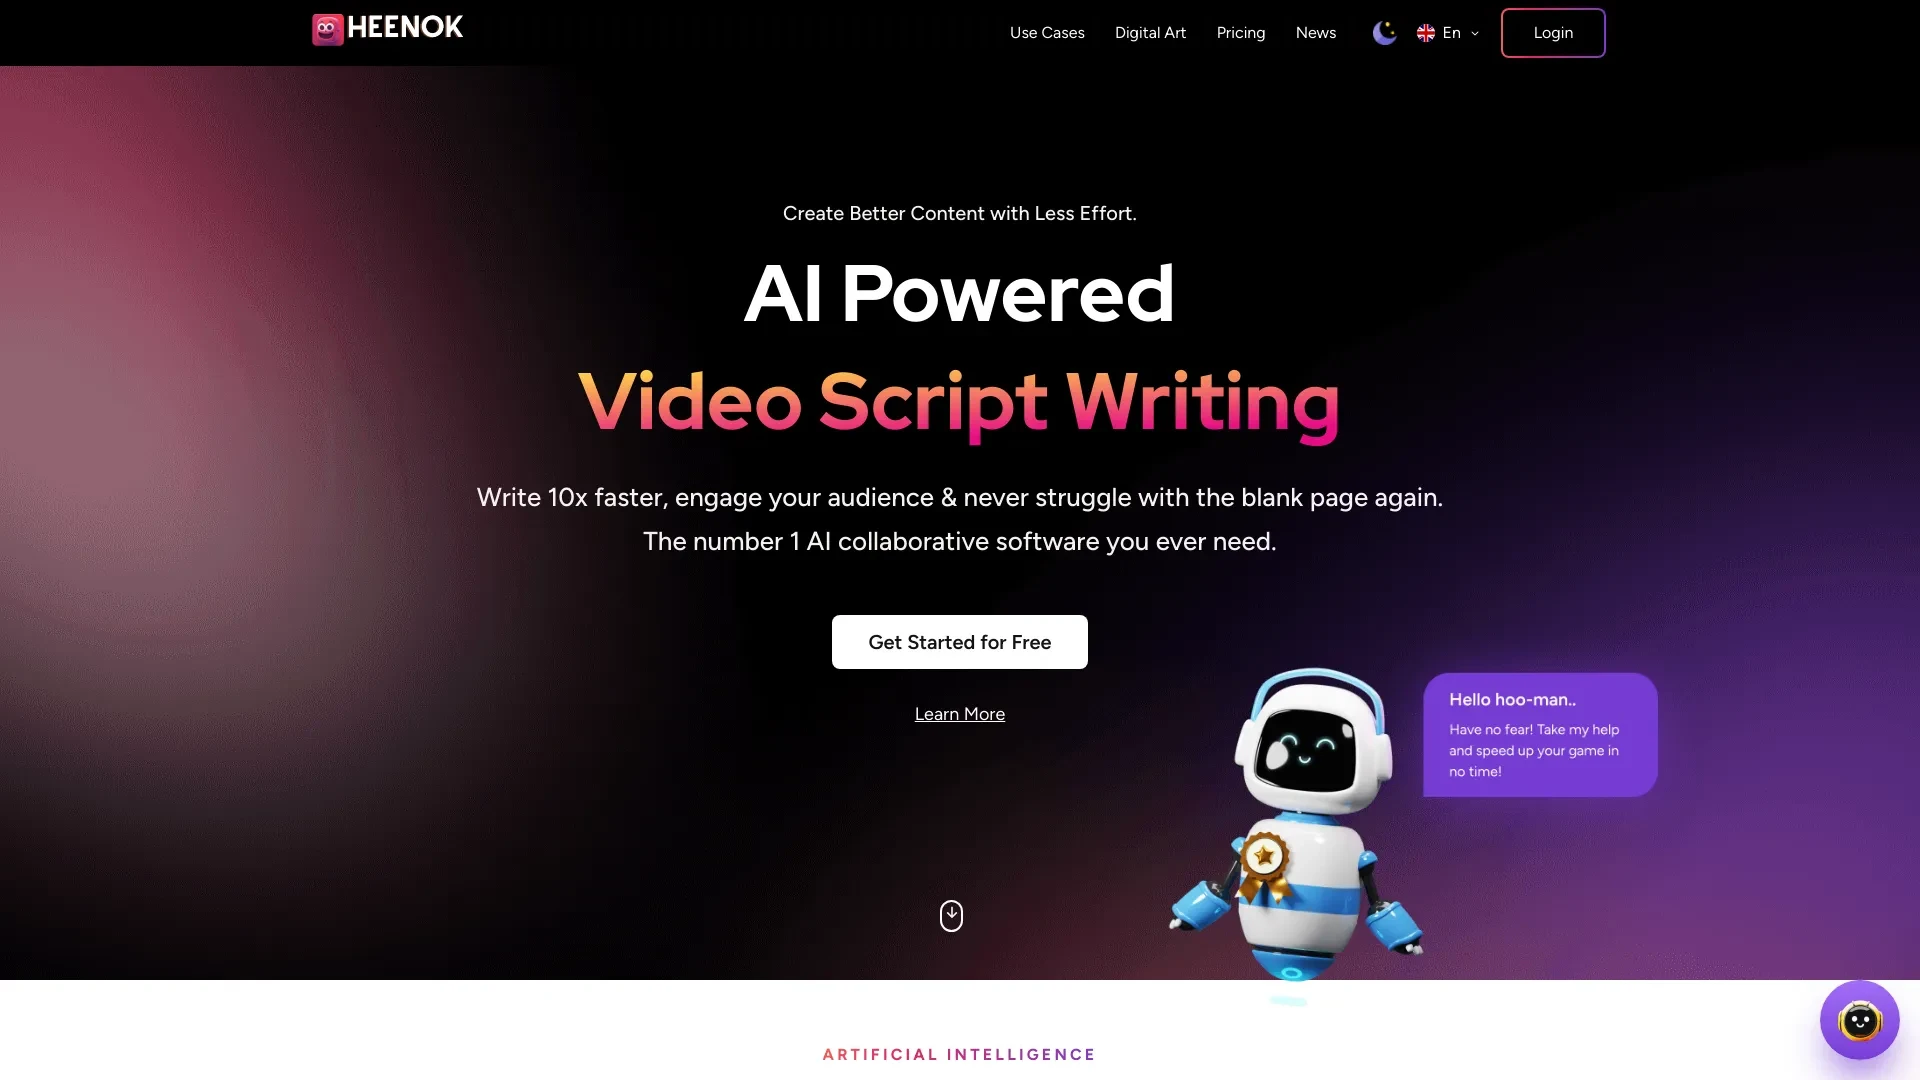 HEENOK
Use Cases
Digital Art
Pricing
News
En
Login
Create Better Content with Less Effort.
AI Powered
Video Script Writing
Write 10x faster, engage your audience & never struggle with the blank page again.
The number 1 AI collaborative software you ever need.
Get Started for Free
Learn More
Hello hoo-man..
Have no fear! Take my help
and speed up your game in
no time!
ARTIFICIAL INTELLIGENCE